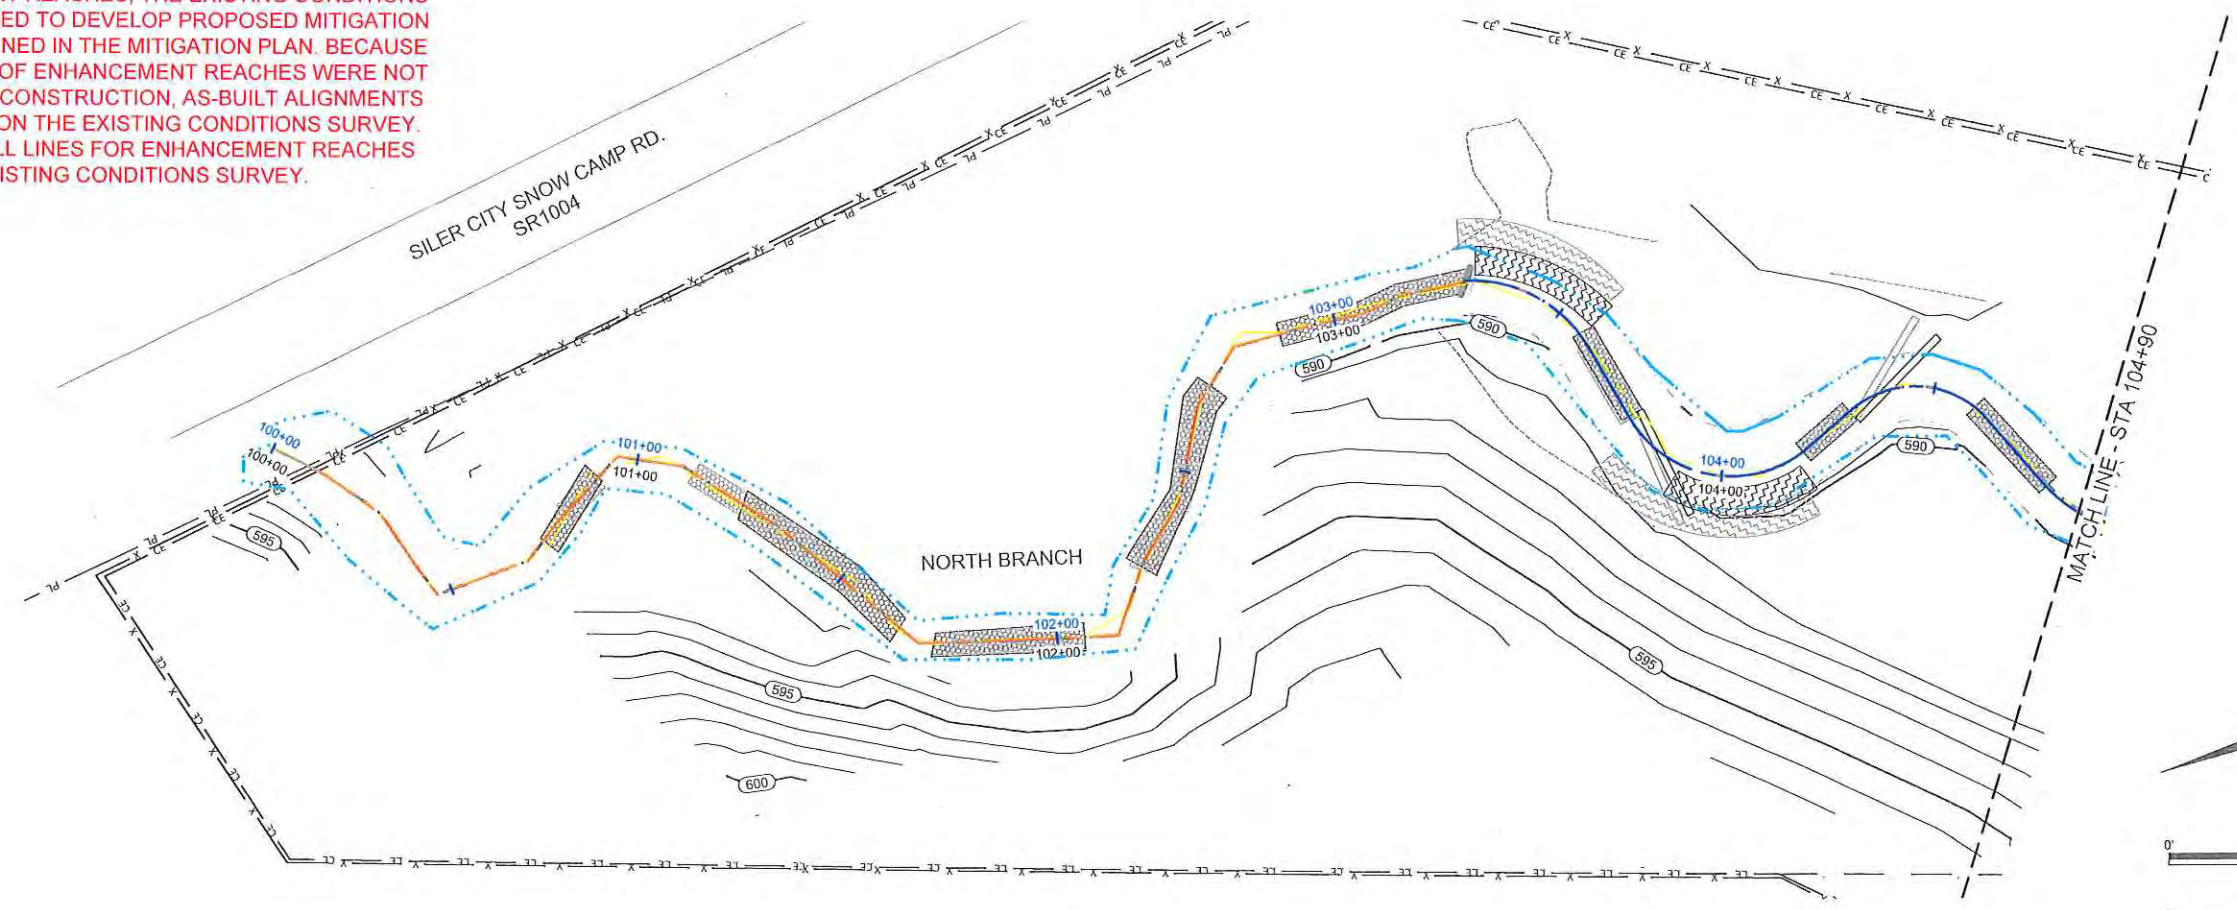 ED TO DEVELOP PROPOSED MITIGATION
NED IN THE MITIGATION PLAN. BECAUSE
OF ENHANCEMENT REACHES WERE NOT
CONSTRUCTION, AS-BUILT ALIGNMENTS
ON THE EXISTING CONDITIONS SURVEY.
LL LINES FOR ENHANCEMENT REACHES
ISTING CONDITIONS SURVEY.
SILER CITY SNOW CAMP RD.
SR1004
NORTH BRANCH
MATCH LINE - STA 104+90
100+00
100+00
101+00
101+00
102+00
102+00
103+00
103+00
104+00
104+00
590
590
590
595
595
595
600
0'